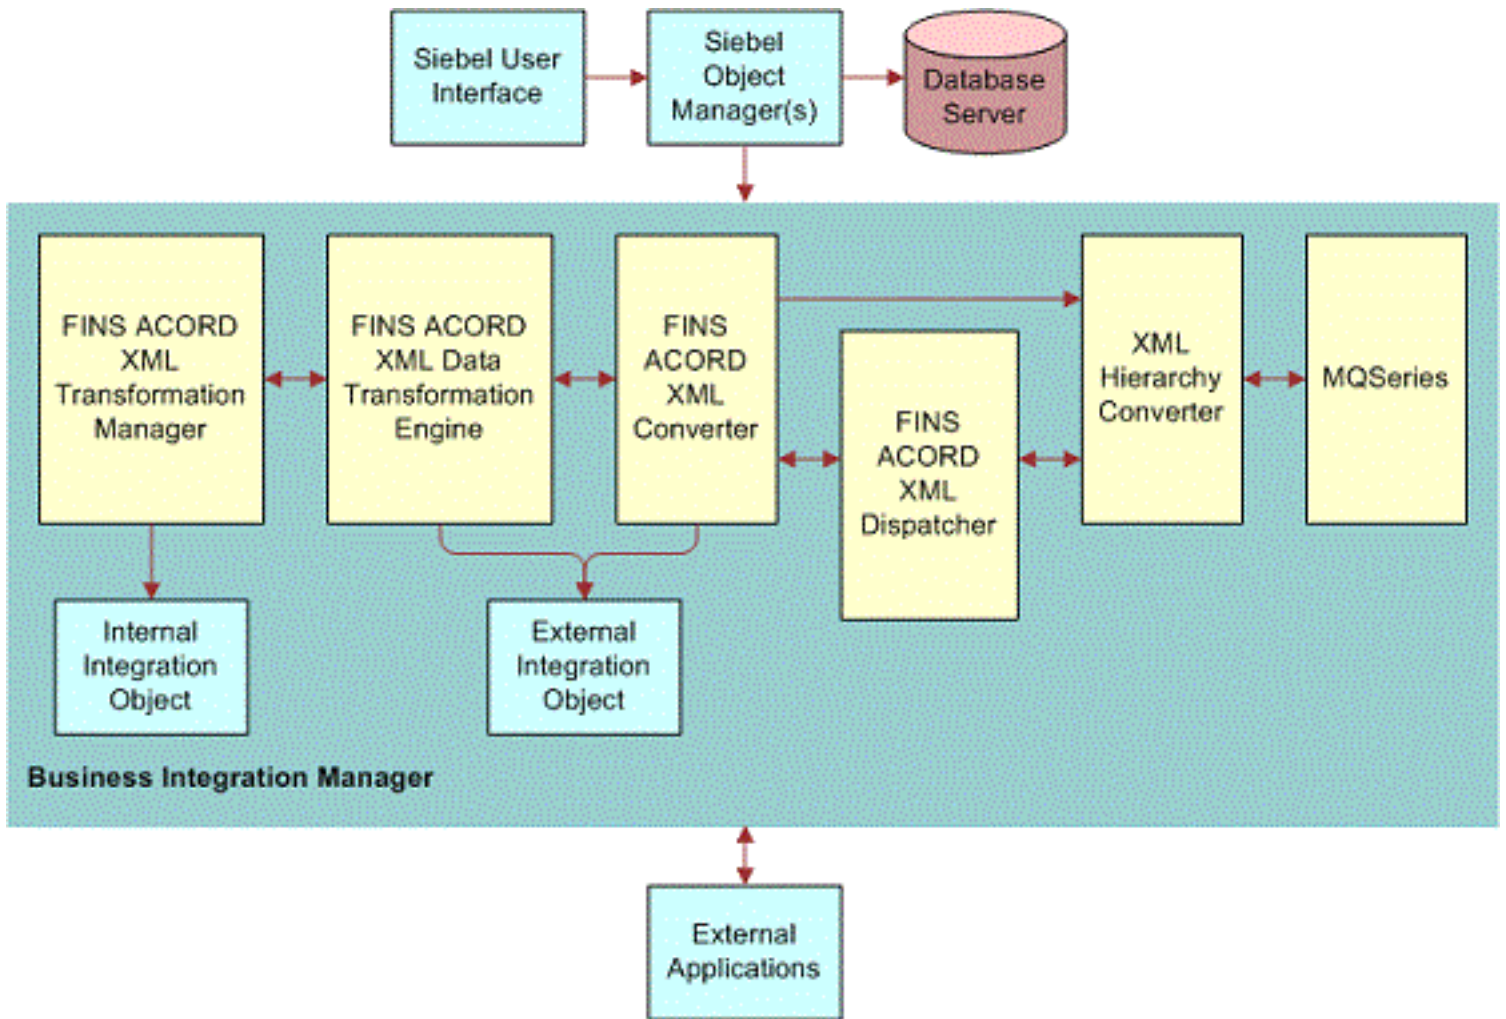 Siebel User
Interface
Siebel
Object
Manager(s)
Database
Server
FINS ACORD
XML
Transformation
Manager
FINS ACORD
XML Data
Transformation
Engine
FINS
ACORD
XML
Converter
FINS
ACORD
XML
Dispatcher
XML
Hierarchy
Converter
MQSeries
Internal
Integration
Object
External
Integration
Object
Business Integration Manager
External
Applications